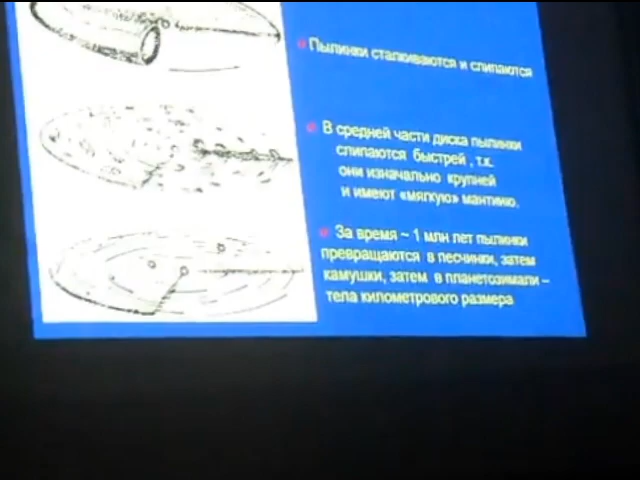 Пылинки сталкиваются и слипаются
В средней части диска пылинки
слипаются быстрей , т.к.
они изначально крупней
и имеют «мягкую» мантию.
За время ~ 1 млн лет пылинки
превращаются в песчинки, затем
камушки, затем в планетозимали –
тела километрового размера